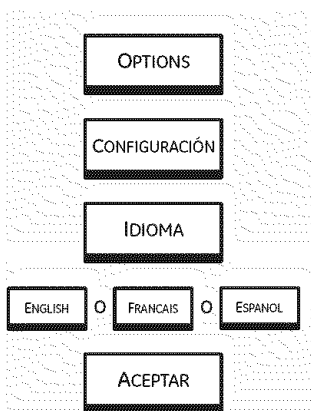 OPTIONS
CONFIGURACIÓN
IDIOMA
ENGLISH O FRANCAIS O ESPANOL
ACEPTAR